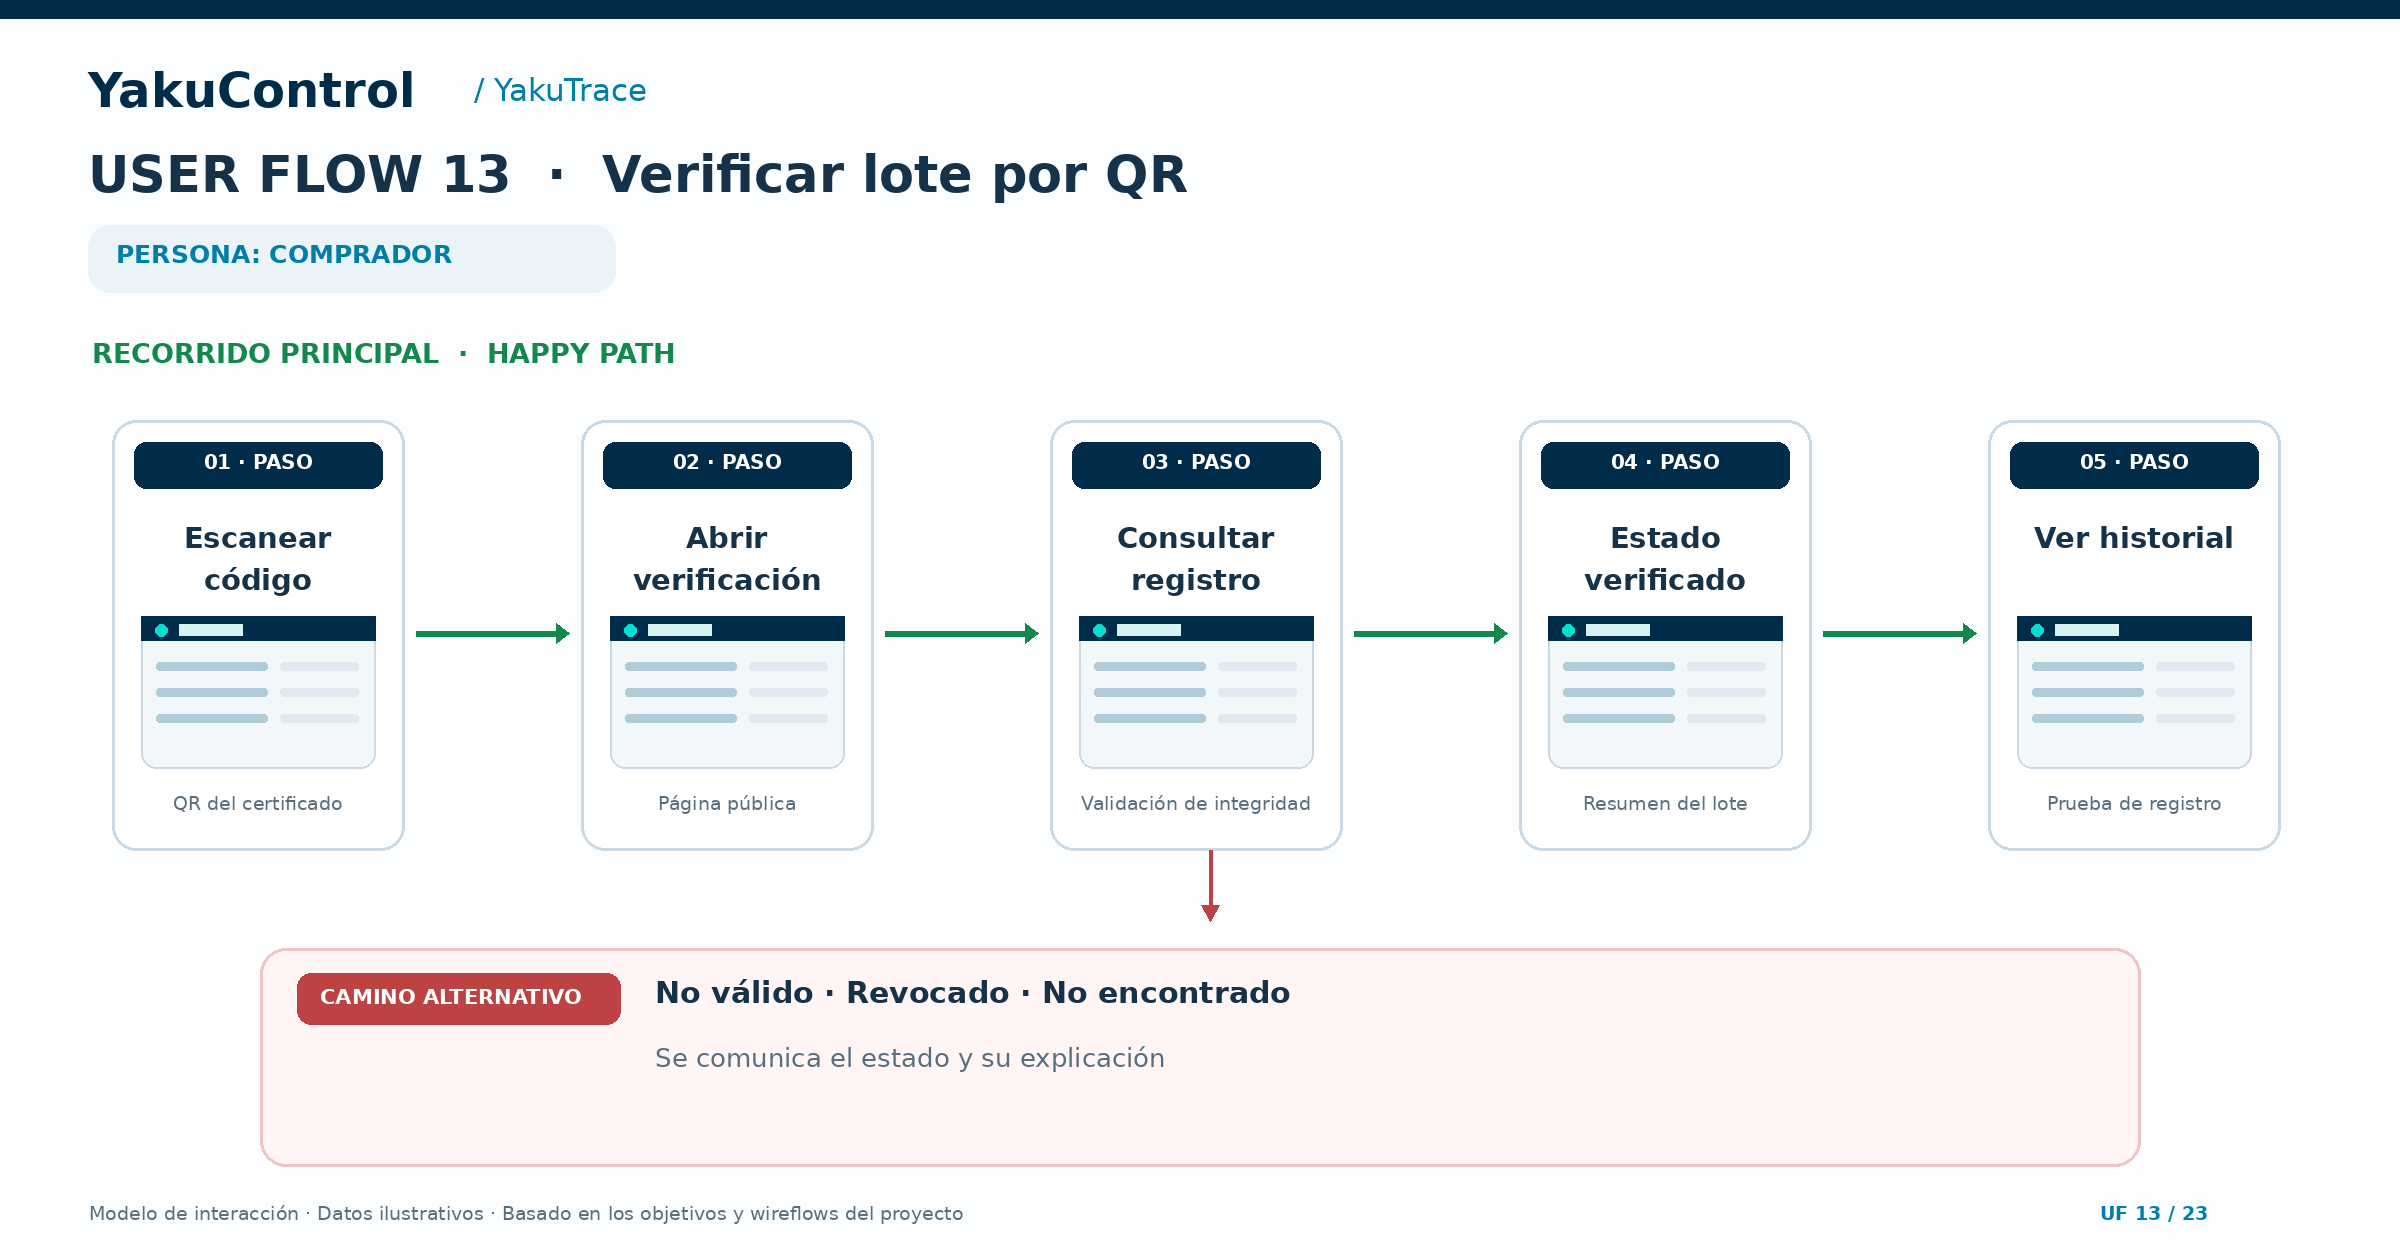 YakuControl / YakuTrace
USER FLOW 13 · Verificar lote por QR
PERSONA: COMPRADOR
RECORRIDO PRINCIPAL · HAPPY PATH
01 · PASO
Escanear
código
QR del certificado
02 · PASO
Abrir
verificación
Página pública
03 · PASO
Consultar
registro
Validación de integridad
04 · PASO
Estado
verificado
Resumen del lote
05 · PASO
Ver historial
Prueba de registro
CAMINO ALTERNATIVO
No válido · Revocado · No encontrado
Se comunica el estado y su explicación
Modelo de interacción · Datos ilustrativos · Basado en los objetivos y wireflows del proyecto
UF 13 / 23